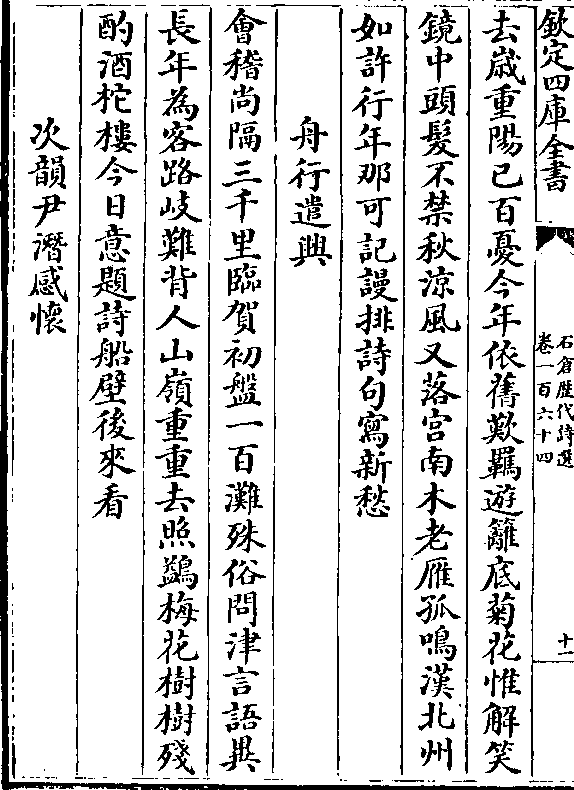 欽定四庫全書
石倉歷代詩選
卷一百六十四
十一
去歲重陽已百憂今年依舊歎羈遊籬底菊花惟解笑
鏡中頭髮不禁秋涼風又落宫南木老雁孤鳴漢北州
如許行年那可記謾排詩句寫新愁
舟行遣興
會稽尚隔三千里臨賀初盤一百灘殊俗問津言語異
長年為客路岐難背人山嶺重重去照鷁梅花樹樹殘
酌酒柁樓今日意題詩船壁後來看
次韻尹潛感懷